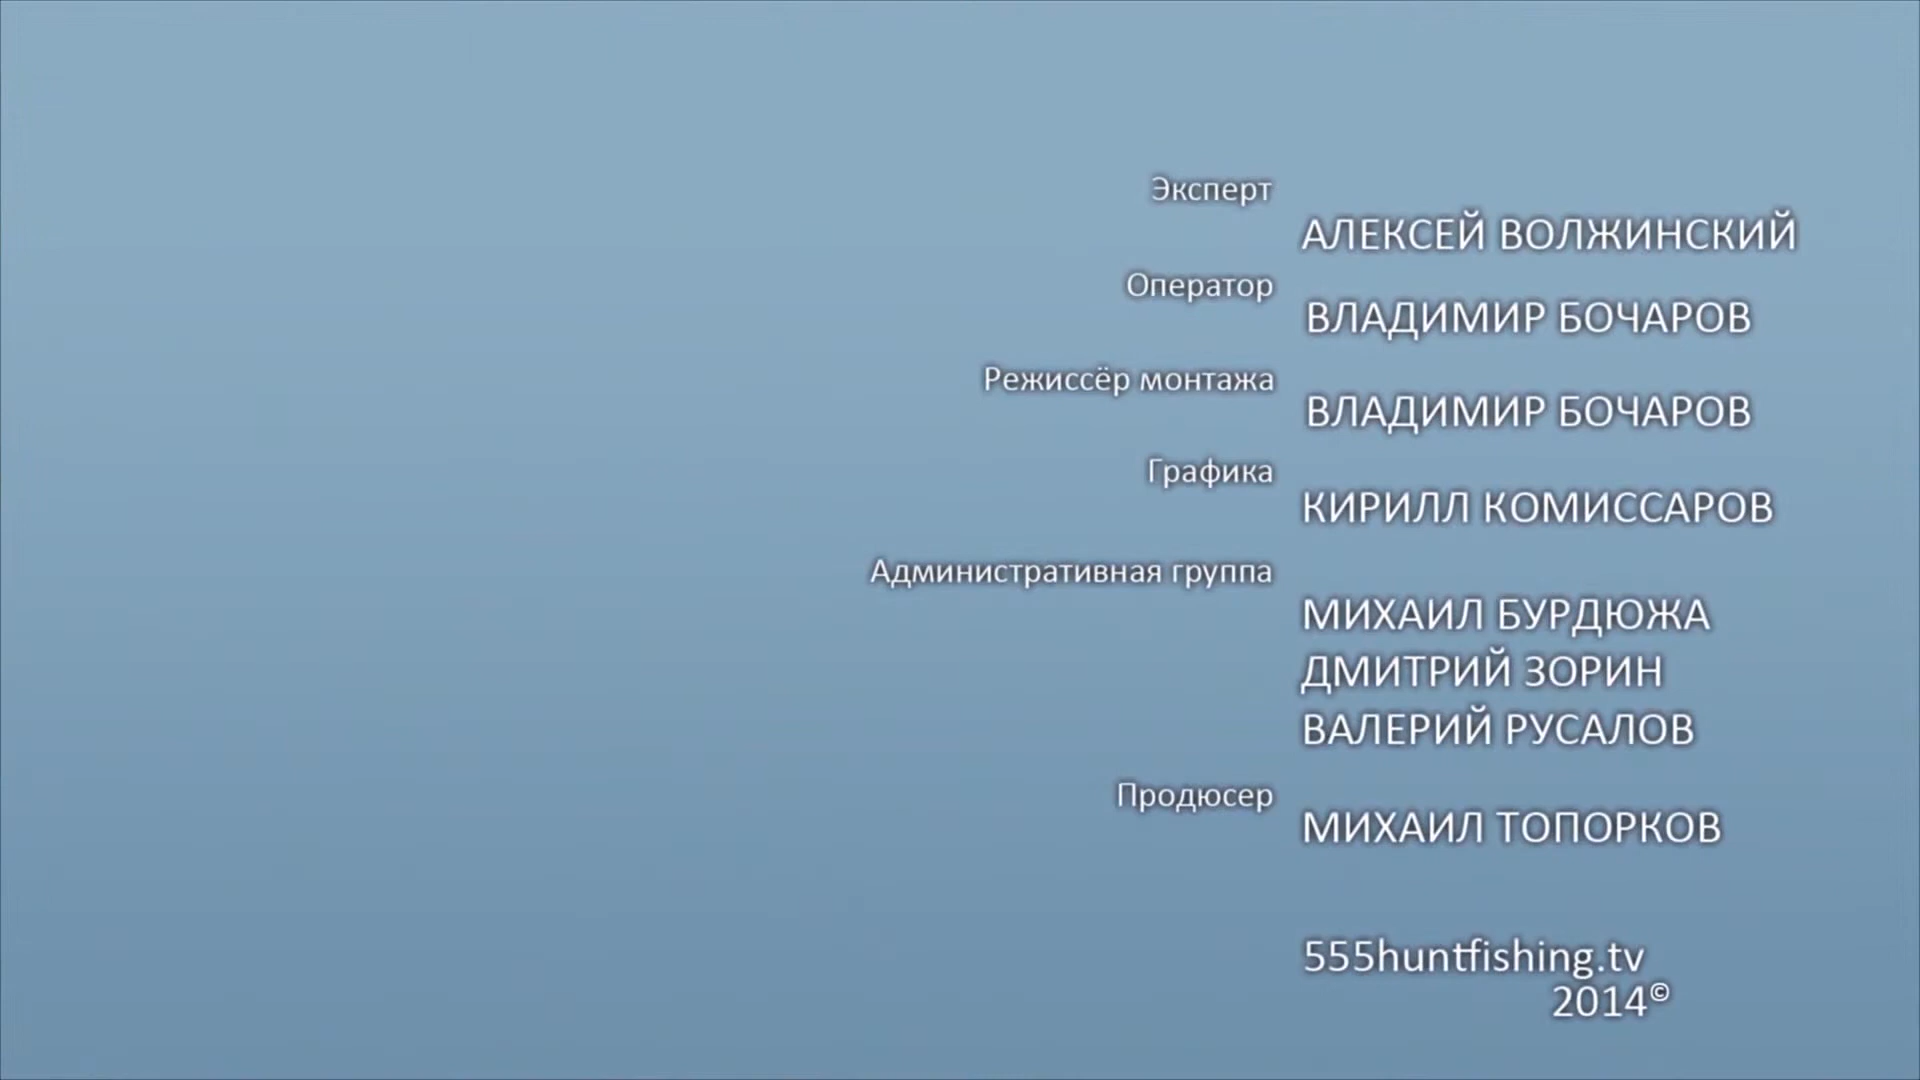 Эксперт
АЛЕКСЕЙ ВОЛЖИНСКИЙ
Оператор
ВЛАДИМИР БОЧАРОВ
Режиссёр монтажа
ВЛАДИМИР БОЧАРОВ
Графика
КИРИЛЛ КОМИССАРОВ
Административная группа
МИХАИЛ БУРДЮЖА
ДМИТРИЙ ЗОРИН
ВАЛЕРИЙ РУСАЛОВ
Продюсер
МИХАИЛ ТОПОРКОВ
555huntfishing.tv
2014©